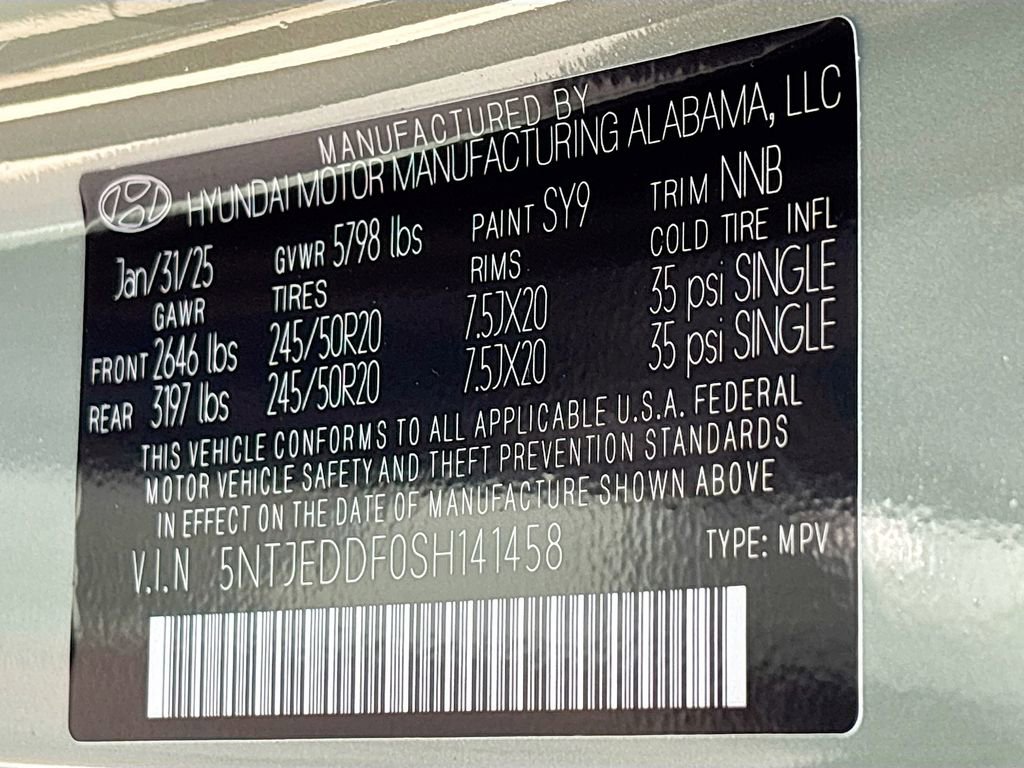 MANUFACTURED BY
HYUNDAI MOTOR MANUFACTURING ALABAMA, LLC
Jan/31/25 GVWR 5798 lbs PAINT SY9 TRIM NNB
GAWR TIRES RIMS COLD TIRE INFL
FRONT 2646 lbs 245/50R20 7.5JX20 35 psi SINGLE
REAR 3197 lbs 245/50R20 7.5JX20 35 psi SINGLE
THIS VEHICLE CONFORMS TO ALL APPLICABLE U.S.A. FEDERAL
MOTOR VEHICLE SAFETY AND THEFT PREVENTION STANDARDS
IN EFFECT ON THE DATE OF MANUFACTURE SHOWN ABOVE
V.I.N 5NTJEDDF0SH141458 TYPE: MPV